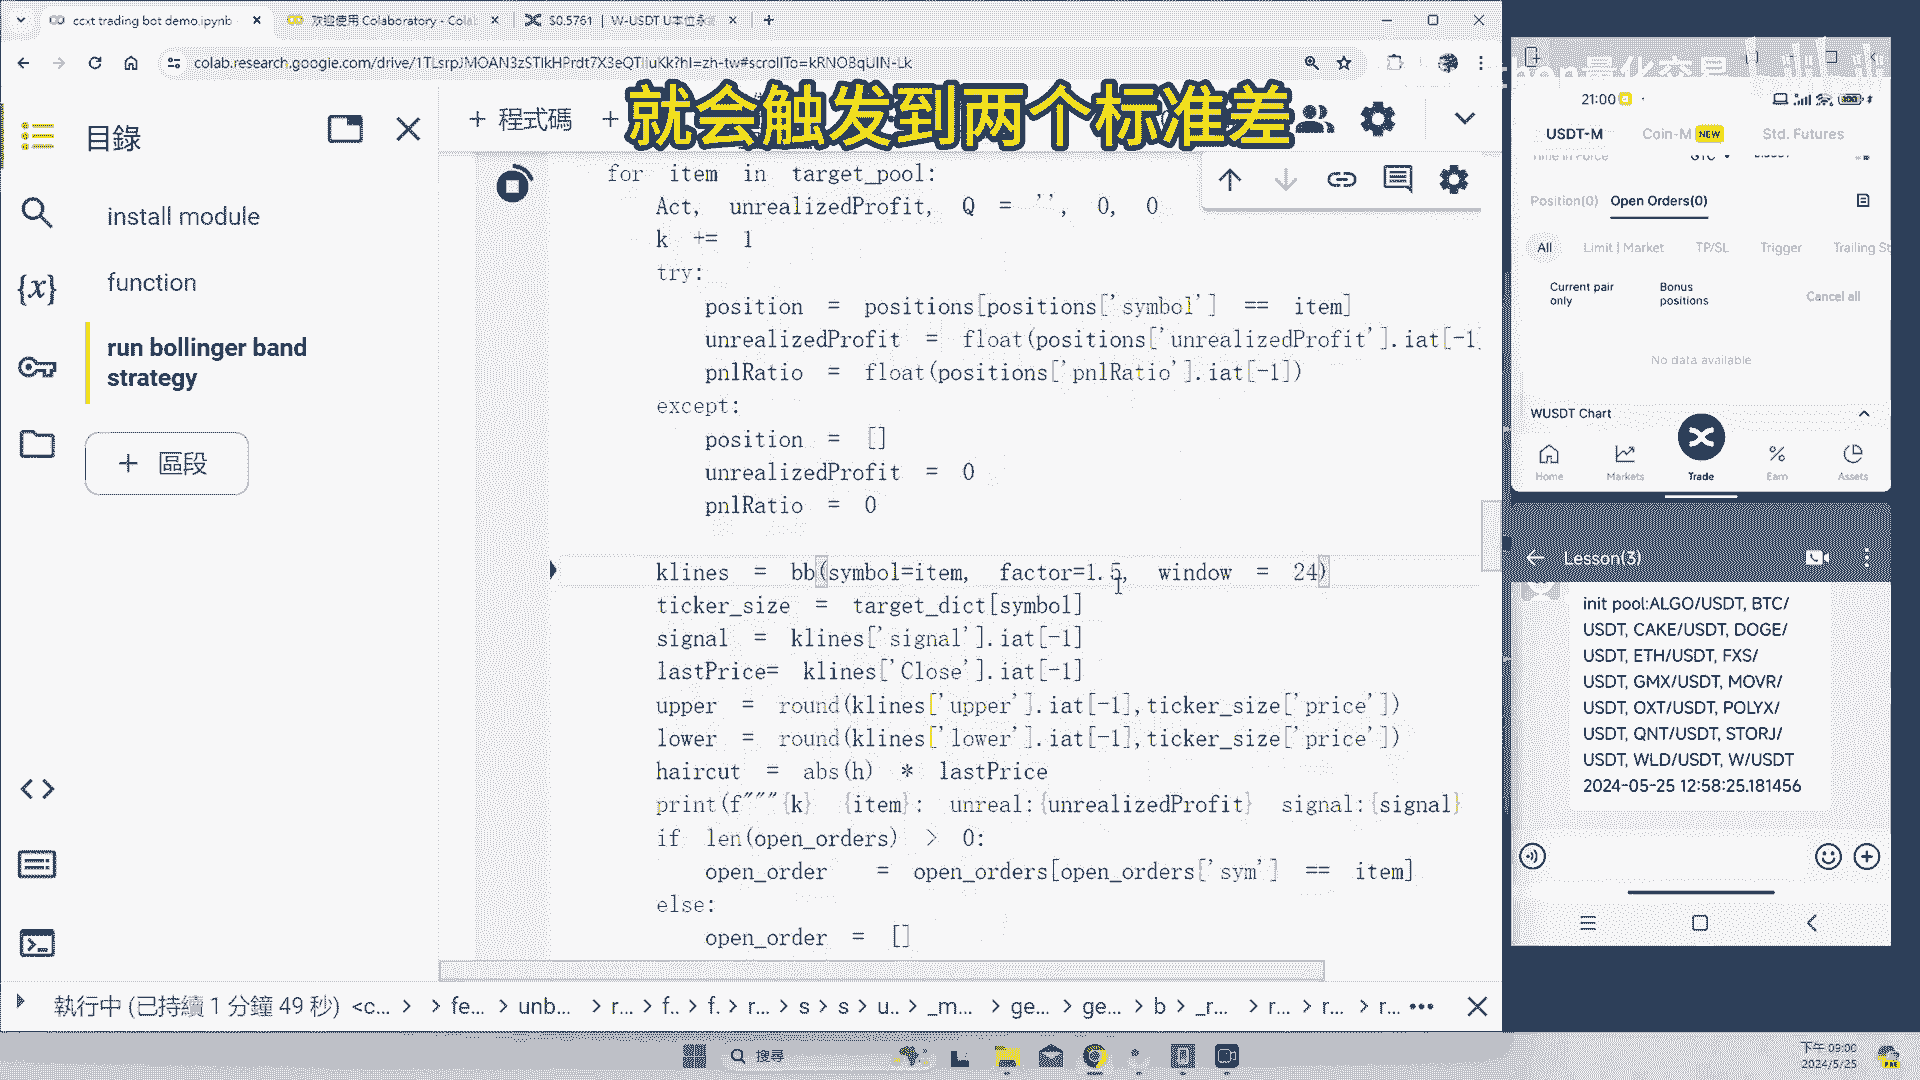 ccxt trading bot demo.ipynb
歡迎使用 Colaboratory - Cola
$0.5761 | W-USDT U本位永
colab.research.google.com/drive/1TLsrpJMOAN3zSTIkHPrdt7X3eQTIiuKk?hl=zh-tw#scrollTo=kRNOBqUIN-Lk
就会触发到两个标准差
+ 程式碼 +
目錄
install module
function
run bollinger band
strategy
+ 區段
for item in target_pool:
Act, unrealizedProfit, Q = '', 0, 0
k += 1
try:
position = positions[positions['symbol'] == item]
unrealizedProfit = float(positions['unrealizedProfit'].iat[-1]
pnlRatio = float(positions['pnlRatio'].iat[-1])
except:
position = []
unrealizedProfit = 0
pnlRatio = 0
klines = bb(symbol=item, factor=1.5, window = 24)
ticker_size = target_dict[symbol]
signal = klines['signal'].iat[-1]
lastPrice= klines['Close'].iat[-1]
upper = round(klines['upper'].iat[-1],ticker_size['price'])
lower = round(klines['lower'].iat[-1],ticker_size['price'])
haircut = abs(h) * lastPrice
print(f"""{k} {item}: unreal:{unrealizedProfit} signal:{signal}
if len(open_orders) > 0:
open_order = open_orders[open_orders['sym'] == item]
else:
open_order = []
執行中 (已持續 1 分鐘 49 秒) <c... > > fe... > unb... > r... > f.. > f. > r... > s > s > u.. > _m... > ge... > ge... > b > _r... > r... > r... > r... •••
搜尋
下午 09:00
2024/5/25
量化交易
21:00
USDT-M Coin-M NEW Std. Futures
Time in Force GTC
Position(0) Open Orders(0)
All Limit | Market TP/SL Trigger Trailing St
Current pair only
Bonus positions
Cancel all
No data available
WUSDT Chart
Home Markets Trade Earn Assets
Lesson(3)
init pool:ALGO/USDT, BTC/
USDT, CAKE/USDT, DOGE/
USDT, ETH/USDT, FXS/
USDT, GMX/USDT, MOVR/
USDT, OXT/USDT, POLYX/
USDT, QNT/USDT, STORJ/
USDT, WLD/USDT, W/USDT
2024-05-25 12:58:25.181456